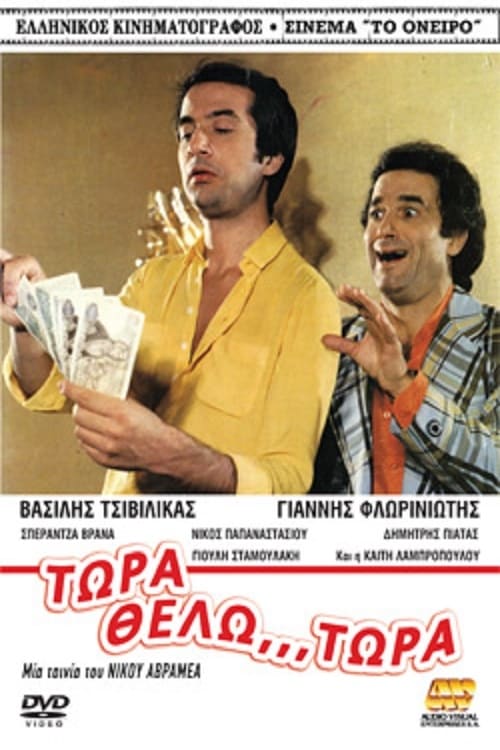 ΕΛΛΗΝΙΚΟΣ ΚΙΝΗΜΑΤΟΓΡΑΦΟΣ • ΣΙΝΕΜΑ "ΤΟ ΟΝΕΙΡΟ"
ΒΑΣΙΛΗΣ ΤΣΙΒΙΛΙΚΑΣ ΓΙΑΝΝΗΣ ΦΛΩΡΙΝΙΩΤΗΣ
ΣΠΕΡΑΝΤΖΑ ΒΡΑΝΑ ΝΙΚΟΣ ΠΑΠΑΝΑΣΤΑΣΙΟΥ ΔΗΜΗΤΡΗΣ ΠΙΑΤΑΣ
ΓΙΟΥΛΗ ΣΤΑΜΟΥΛΑΚΗ Και η ΚΑΙΤΗ ΛΑΜΠΡΟΠΟΥΛΟΥ
ΤΩΡΑ
ΘΕΛΩ,,, ΤΩΡΑ
Μία ταινία του ΝΙΚΟΥ ΑΒΡΑΜΕΑ
DVD
VIDEO
AV
AUDIO VISUAL
ENTERPRISES S.A.